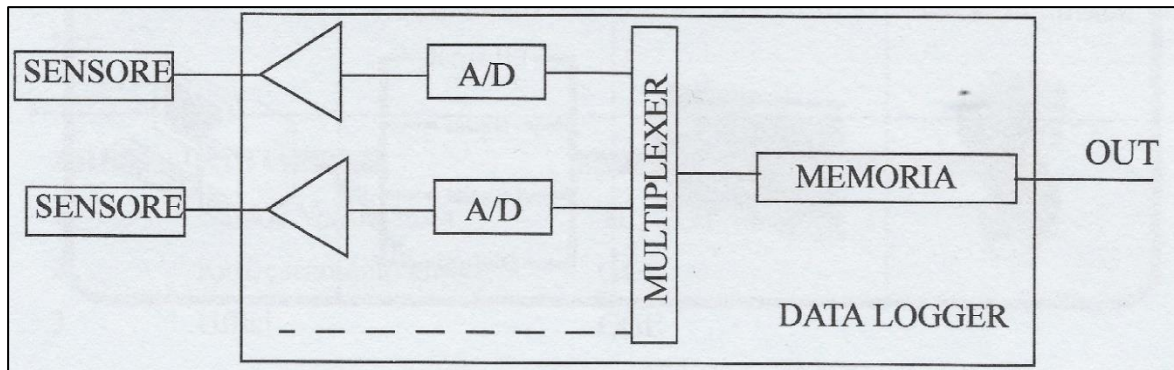 SENSORE
A/D
SENSORE
A/D
MULTIPLEXER
MEMORIA
OUT
DATA LOGGER